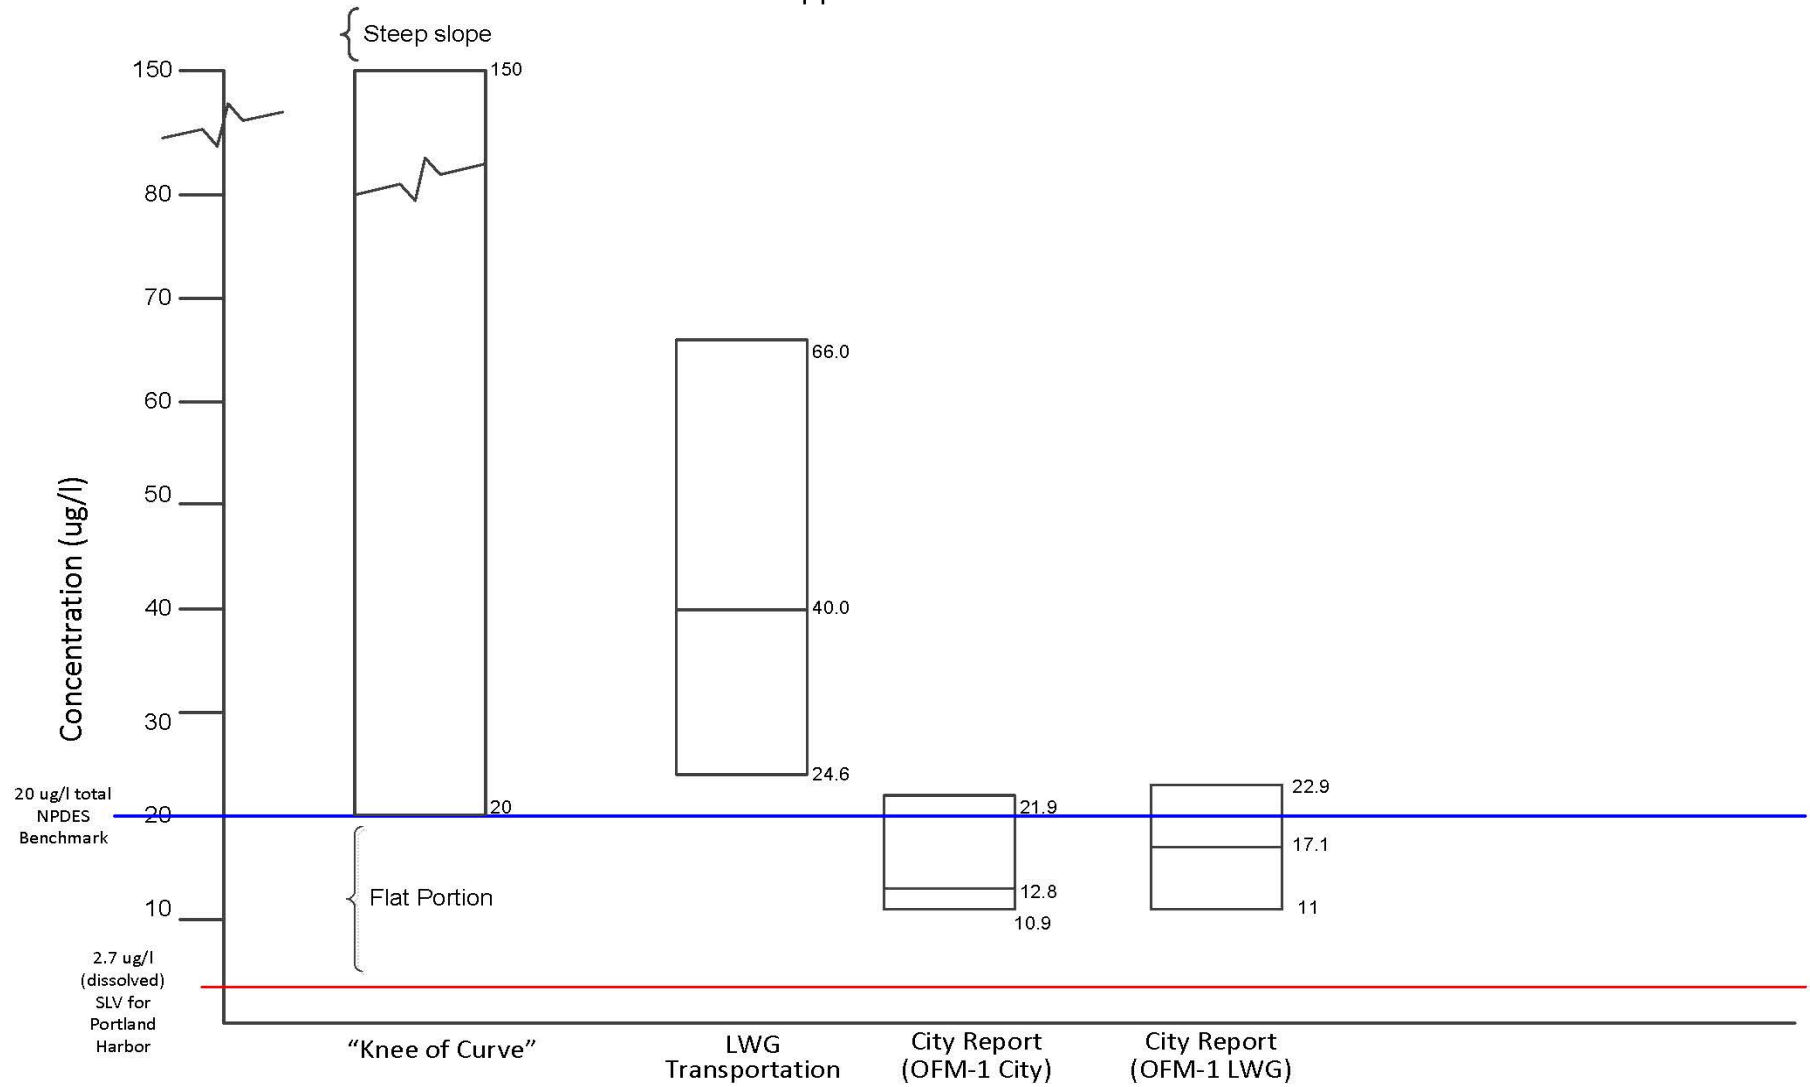 Steep slope
150
150
80
70
66.0
60
50
Concentration (ug/l)
40
40.0
30
24.6
22.9
20 ug/l total
NPDES
Benchmark
20
20
21.9
17.1
12.8
Flat Portion
10
10.9
11
2.7 ug/l
(dissolved)
SLV for
Portland
Harbor
“Knee of Curve”
LWG
Transportation
City Report
(OFM-1 City)
City Report
(OFM-1 LWG)